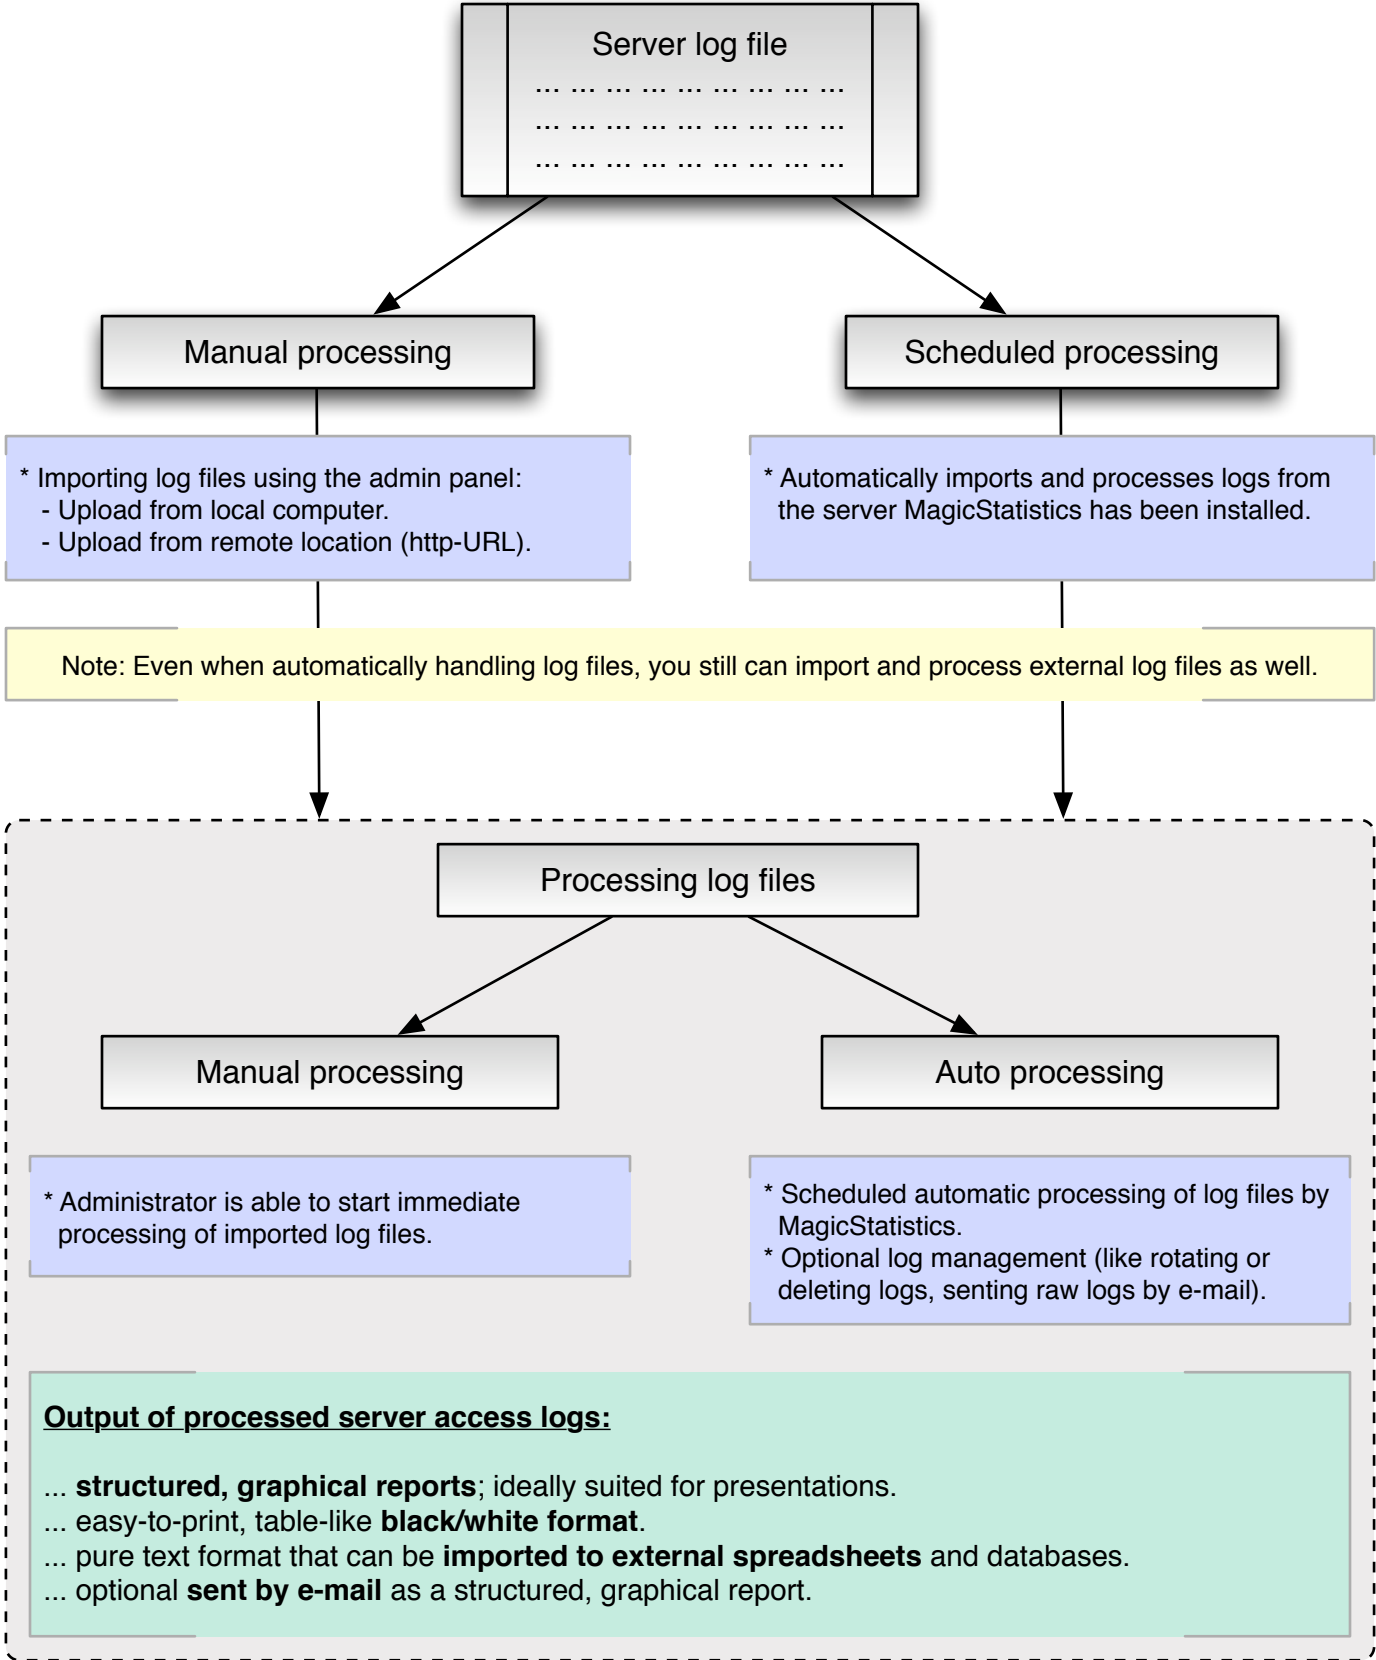 Server log file
... ... ... ... ... ... ... ... ...
... ... ... ... ... ... ... ... ...
... ... ... ... ... ... ... ... ...
Manual processing
Scheduled processing
* Importing log files using the admin panel:
- Upload from local computer.
- Upload from remote location (http-URL).
* Automatically imports and processes logs from
the server MagicStatistics has been installed.
Note: Even when automatically handling log files, you still can import and process external log files as well.
Processing log files
Manual processing
Auto processing
* Administrator is able to start immediate
processing of imported log files.
* Scheduled automatic processing of log files by
MagicStatistics.
* Optional log management (like rotating or
deleting logs, senting raw logs by e-mail).
Output of processed server access logs:
... structured, graphical reports; ideally suited for presentations.
... easy-to-print, table-like black/white format.
... pure text format that can be imported to external spreadsheets and databases.
... optional sent by e-mail as a structured, graphical report.